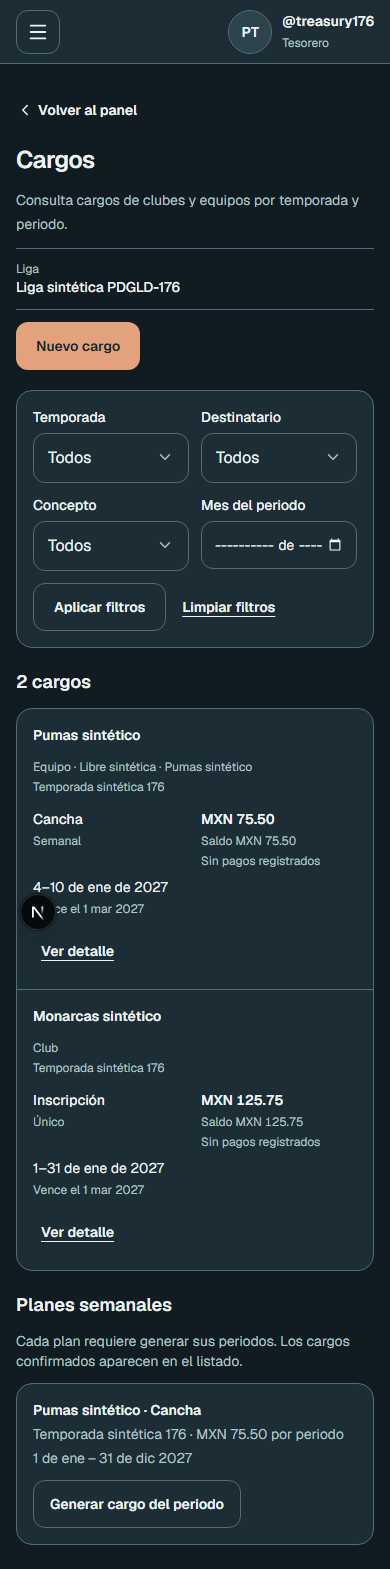 PT
@treasury176
Tesorero
Volver al panel
Cargos
Consulta cargos de clubes y equipos por temporada y
periodo.
Liga
Liga sintética PDGLD-176
Nuevo cargo
Temporada
Destinatario
Todos
Todos
Concepto
Mes del periodo
Todos
---------- de ----
Aplicar filtros
Limpiar filtros
2 cargos
Pumas sintético
Equipo · Libre sintética · Pumas sintético
Temporada sintética 176
Cancha
MXN 75.50
Semanal
Saldo MXN 75.50
Sin pagos registrados
4–10 de ene de 2027
N
el 1 mar 2027
Ver detalle
Monarcas sintético
Club
Temporada sintética 176
Inscripción
MXN 125.75
Único
Saldo MXN 125.75
Sin pagos registrados
1–31 de ene de 2027
Vence el 1 mar 2027
Ver detalle
Planes semanales
Cada plan requiere generar sus periodos. Los cargos
confirmados aparecen en el listado.
Pumas sintético · Cancha
Temporada sintética 176 · MXN 75.50 por periodo
1 de ene – 31 de dic 2027
Generar cargo del periodo